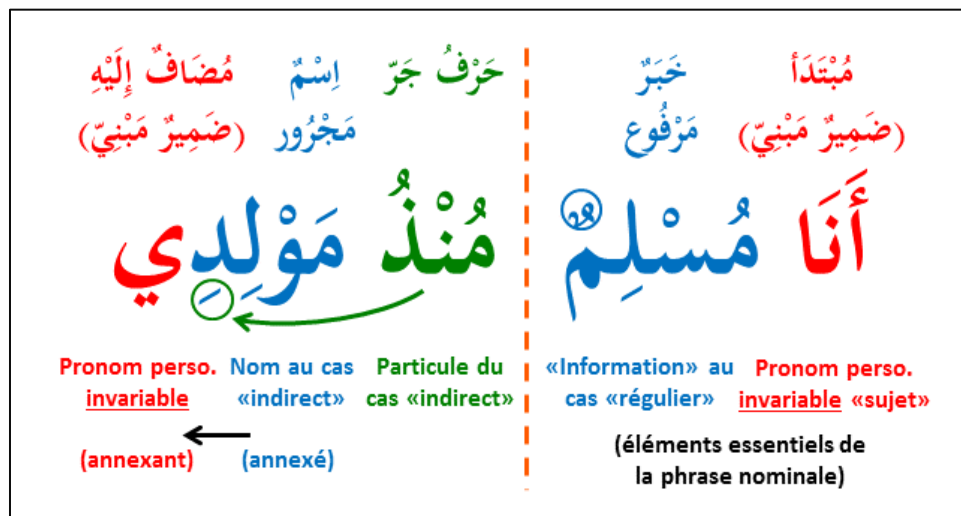 مُبْتَدَأ خَبَرٌ حَرْفُ جَرّ اِسْمٌ مُضَافٌ إِلَيْهِ
(ضَمِيرٌ مَبْنِيّ) مَرْفُوع مَجْرُور (ضَمِيرٌ مَبْنِيّ)
أَنَا مُسْلِمٌ مُنْذُ مَوْلِدِي
Pronom perso. Nom au cas Particule du «Information» au Pronom perso.
invariable «indirect» cas «indirect» cas «régulier» invariable «sujet»
(annexant) (annexé) (éléments essentiels de
la phrase nominale)